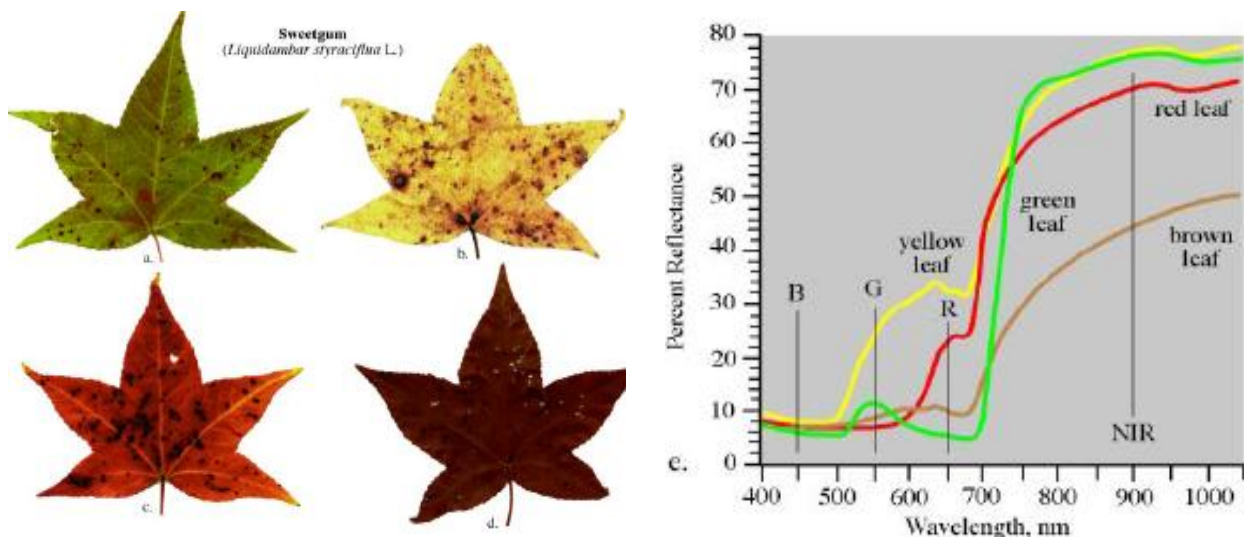 Sweetgum
(Liquidambar styraciflua L.)
a.
b.
c.
d.
80
70
60
50
40
30
20
10
0
Percent Reflectance
B
G
R
NIR
yellow
leaf
green
leaf
red leaf
brown
leaf
e.
400 500 600 700 800 900 1000
Wavelength, nm